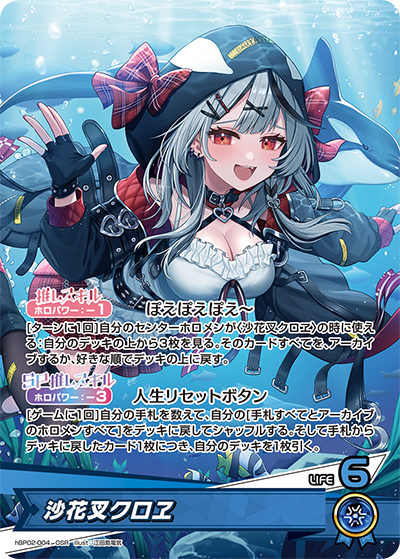 推しスキル
ホロパワー:－1
ぽえぽえぽえ～
[ターンに1回]自分のセンターホロメンが〈沙花叉クロヱ〉の時に使え
る:自分のデッキの上から3枚を見る。そのカードすべてを、アーカイ
ブするか、好きな順でデッキの上に戻す。
SP推しスキル
ホロパワー:－3
人生リセットボタン
[ゲームに1回]自分の手札を数えて、自分の[手札すべてとアーカイブ
のホロメンすべて]をデッキに戻してシャッフルする。そして手札から
デッキに戻したカード1枚につき、自分のデッキを1枚引く。
LIFE 6
沙花叉クロヱ
hBP02-004 OSR illust:江田島電気